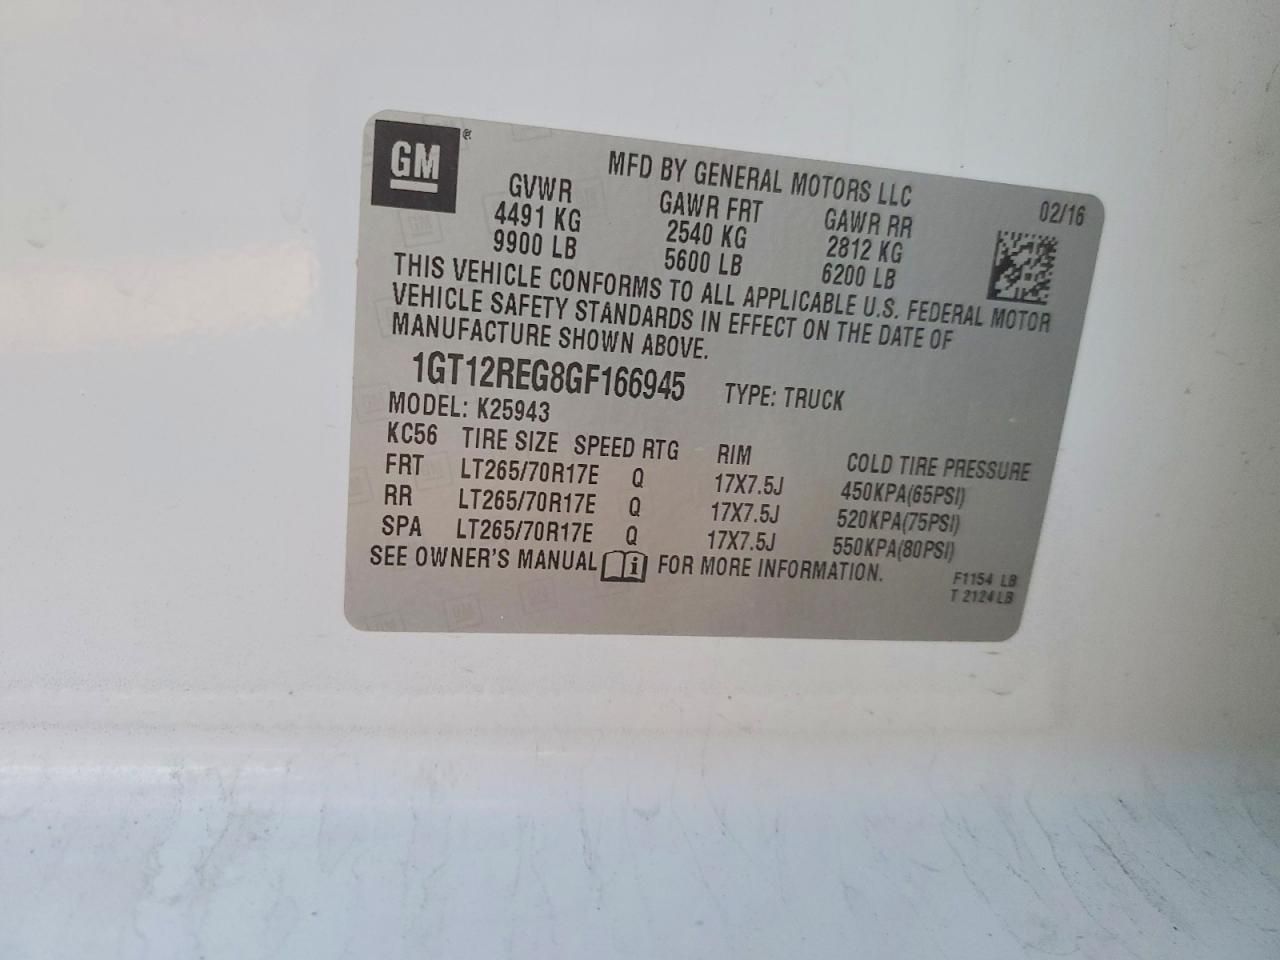 GM®
MFD BY GENERAL MOTORS LLC
02/16
GVWR GAWR FRT GAWR RR
4491 KG 2540 KG 2812 KG
9900 LB 5600 LB 6200 LB
THIS VEHICLE CONFORMS TO ALL APPLICABLE U.S. FEDERAL MOTOR
VEHICLE SAFETY STANDARDS IN EFFECT ON THE DATE OF
MANUFACTURE SHOWN ABOVE.
1GT12REG8GF166945 TYPE: TRUCK
MODEL: K25943
KC56 TIRE SIZE SPEED RTG RIM COLD TIRE PRESSURE
FRT LT265/70R17E Q 17X7.5J 450KPA(65PSI)
RR LT265/70R17E Q 17X7.5J 520KPA(75PSI)
SPA LT265/70R17E Q 17X7.5J 550KPA(80PSI)
SEE OWNER'S MANUAL i FOR MORE INFORMATION.
F1154 LB
T 2124LB